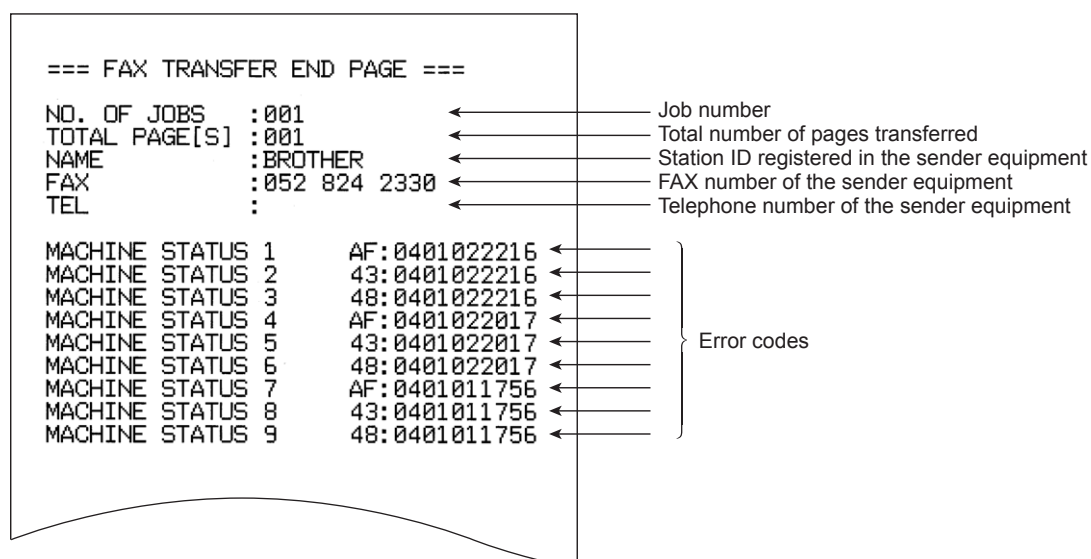 === FAX TRANSFER END PAGE ===
NO. OF JOBS :001
Job number
TOTAL PAGE[S] :001
Total number of pages transferred
NAME :BROTHER
Station ID registered in the sender equipment
FAX :052 824 2330
FAX number of the sender equipment
TEL :
Telephone number of the sender equipment
MACHINE STATUS 1 AF:0401022216
MACHINE STATUS 2 43:0401022216
MACHINE STATUS 3 48:0401022216
MACHINE STATUS 4 AF:0401022017
MACHINE STATUS 5 43:0401022017
MACHINE STATUS 6 48:0401022017
MACHINE STATUS 7 AF:0401011756
MACHINE STATUS 8 43:0401011756
MACHINE STATUS 9 48:0401011756
Error codes